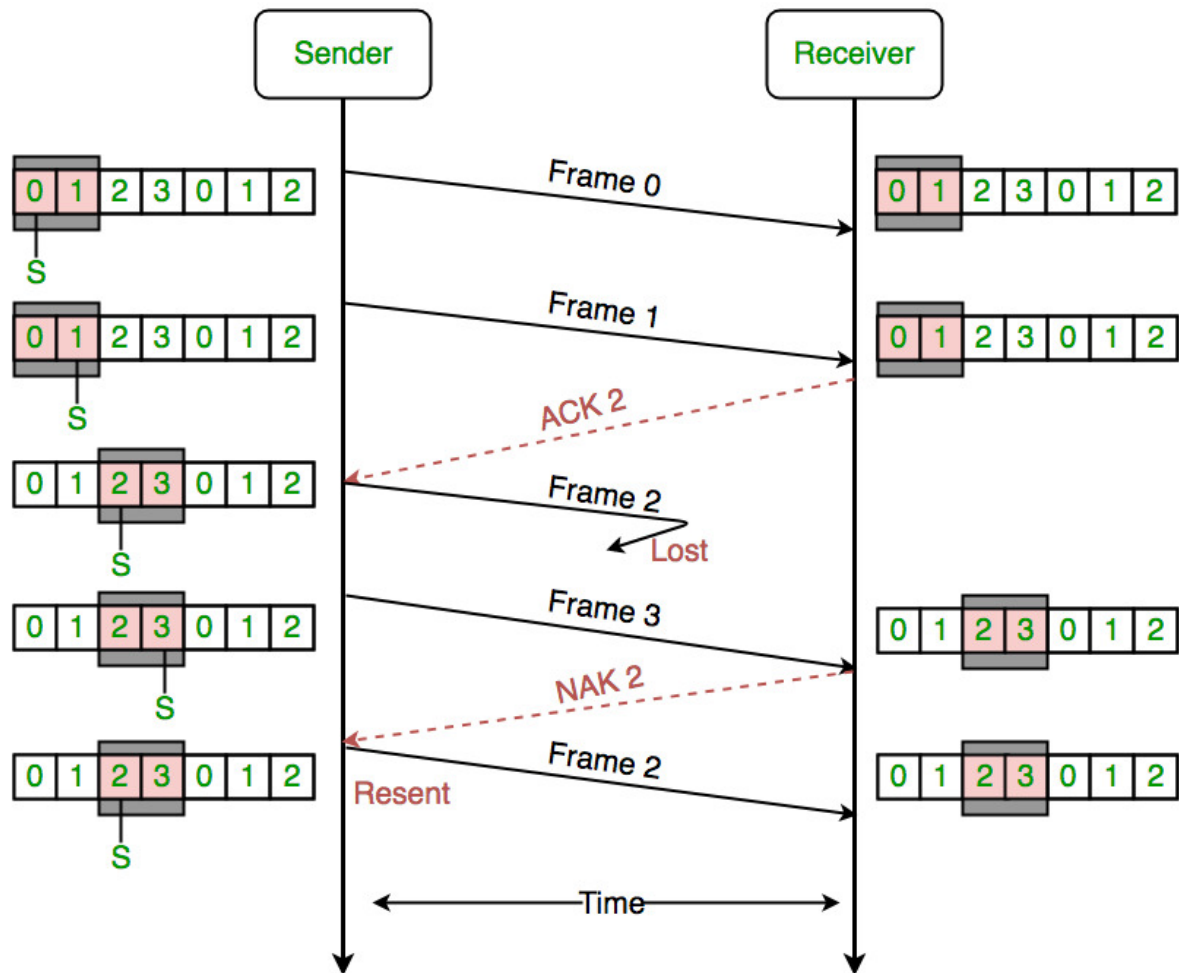 Sender
Receiver
0 1 2 3 0 1 2
Frame 0
0 1 2 3 0 1 2
S
0 1 2 3 0 1 2
Frame 1
0 1 2 3 0 1 2
S
ACK 2
0 1 2 3 0 1 2
Frame 2
Lost
S
0 1 2 3 0 1 2
Frame 3
0 1 2 3 0 1 2
S
NAK 2
0 1 2 3 0 1 2
Frame 2
0 1 2 3 0 1 2
Resent
S
Time